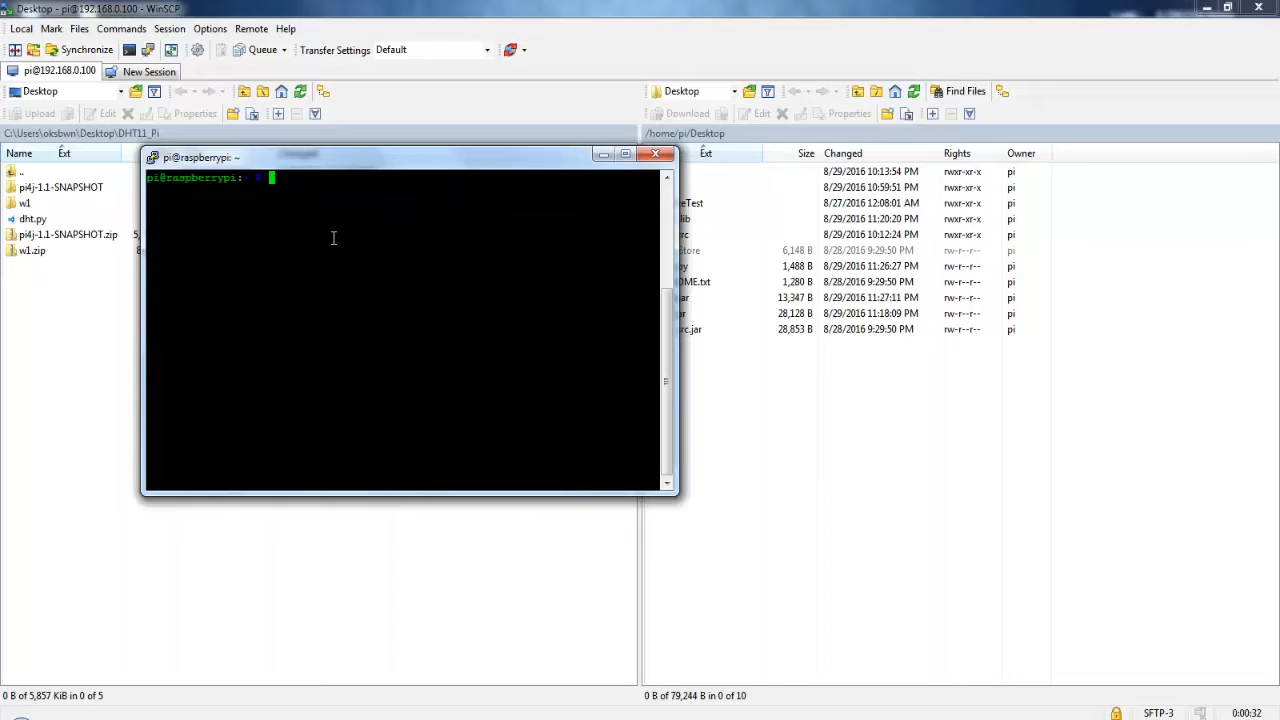 Desktop - pi@192.168.0.100 - WinSCP
Local Mark Files Commands Session Options Remote Help
Synchronize Queue Transfer Settings Default
pi@192.168.0.100 New Session
Desktop Desktop Find Files
Upload Edit Properties Download Edit Properties
C:\Users\oksbwn\Desktop\DHT11_Pi /home/pi/Desktop
Name Ext Ext Size Changed Rights Owner
.. 8/29/2016 10:13:54 PM rwxr-xr-x pi
pi4j-1.1-SNAPSHOT 8/29/2016 10:59:51 PM rwxr-xr-x pi
w1 reTest 8/27/2016 12:08:01 AM rwxr-xr-x pi
dht.py lib 8/29/2016 11:20:20 PM rwxr-xr-x pi
pi4j-1.1-SNAPSHOT.zip 5, rc 8/29/2016 10:12:24 PM rwxr-xr-x pi
w1.zip 8 Store 6,148 B 8/28/2016 9:29:50 PM rw-r--r-- pi
py 1,488 B 8/29/2016 11:26:27 PM rw-r--r-- pi
DME.txt 1,280 B 8/28/2016 9:29:50 PM rw-r--r-- pi
ar 13,347 B 8/29/2016 11:27:11 PM rw-r--r-- pi
ar 28,128 B 8/29/2016 11:18:09 PM rw-r--r-- pi
rc.jar 28,853 B 8/28/2016 9:29:50 PM rw-r--r-- pi
pi@raspberrypi: ~
pi@raspberrypi:~ $
0 B of 5,857 KiB in 0 of 5 0 B of 79,244 B in 0 of 10
SFTP-3 0:00:32